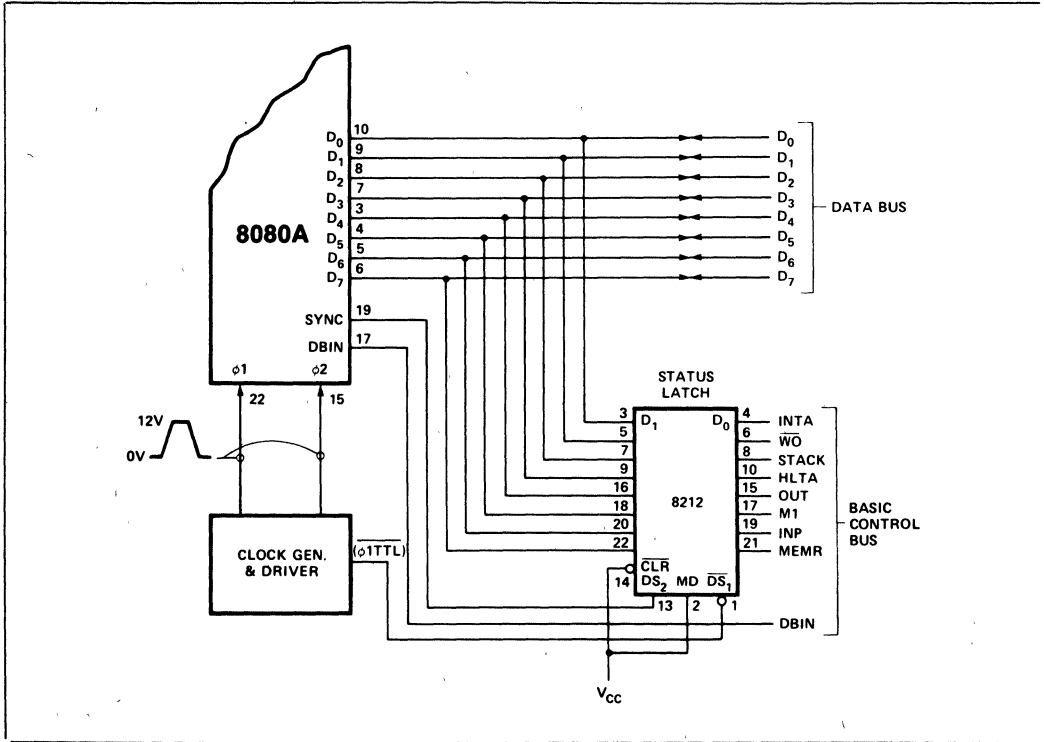 8080A
D0 10 D0
D1 9 D1
D2 8 D2
D3 7 D3
D4 3 D4
D5 4 D5
D6 5 D6
D7 6 D7
DATA BUS
SYNC 19
DBIN 17
φ1 φ2
22 15
12V
0V
CLOCK GEN.
& DRIVER
(φ1TTL)
STATUS
LATCH
3 D1 D0 4 INTA
5 6 WO
7 8 STACK
9 10 HLTA
16 15 OUT
18 8212 17 M1
20 19 INP
22 21 MEMR
14 CLR
DS2 MD DS1
13 2 1
DBIN
BASIC
CONTROL
BUS
VCC